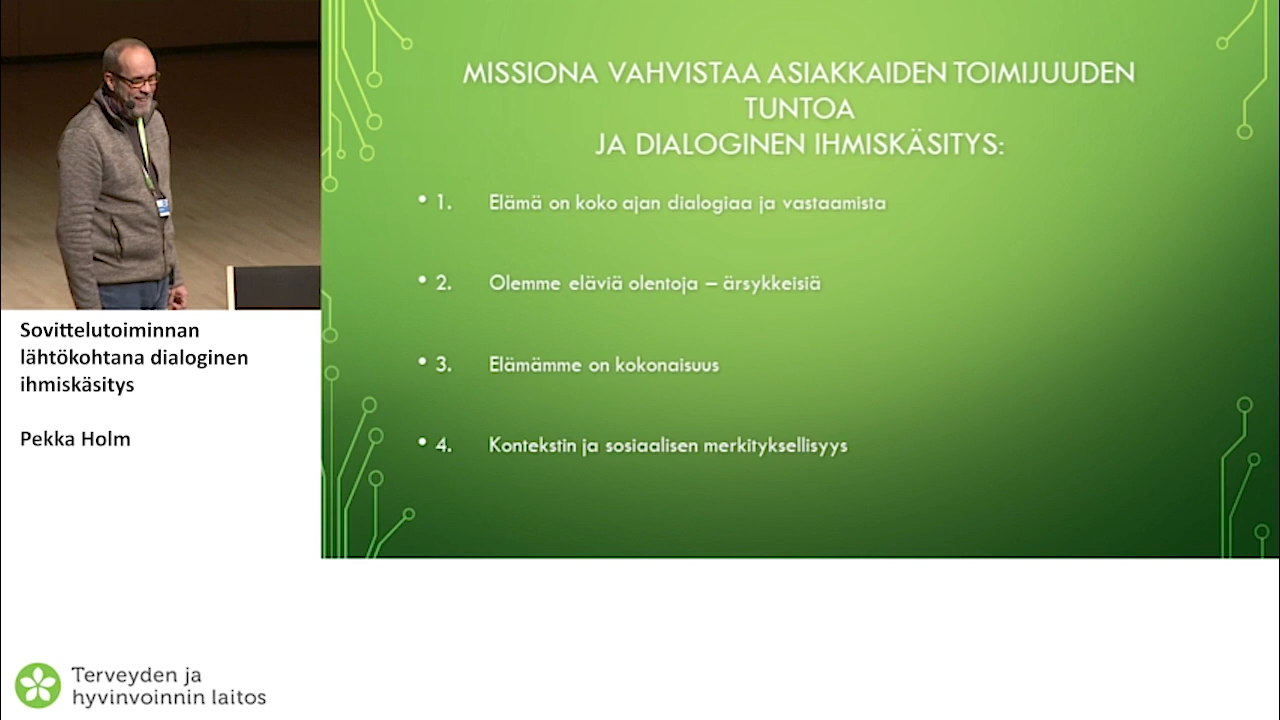 MISSIONA VAHVISTAA ASIAKKAIDEN TOIMIJUUDEN
TUNTOA
JA DIALOGINEN IHMISKÄSITYS:
• 1. Elämä on koko ajan dialogiaa ja vastaamista
• 2. Olemme eläviä olentoja – ärsykkeisiä
• 3. Elämämme on kokonaisuus
• 4. Kontekstin ja sosiaalisen merkityksellisyys
Sovittelutoiminnan
lähtökohtana dialoginen
ihmiskäsitys
Pekka Holm
Terveyden ja
hyvinvoinnin laitos